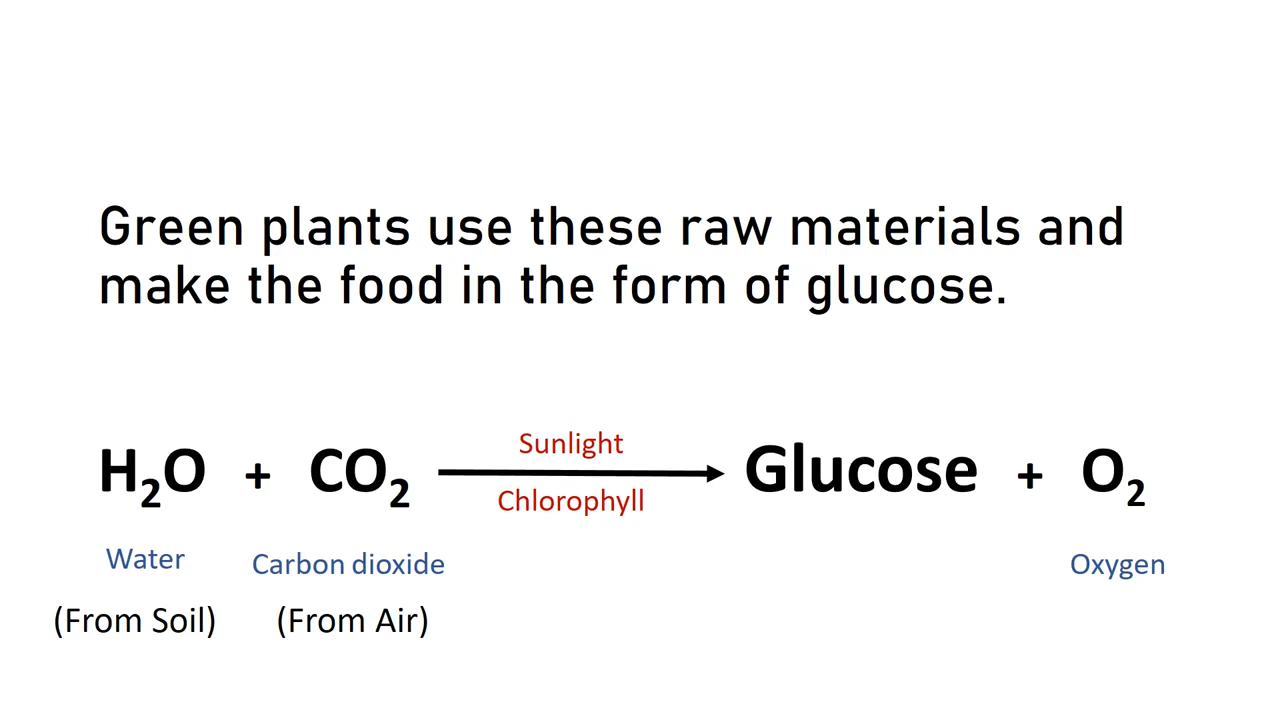 Green plants use these raw materials and
make the food in the form of glucose.
Sunlight
H₂O + CO₂ → Glucose + O₂
Chlorophyll
Water Carbon dioxide Oxygen
(From Soil) (From Air)